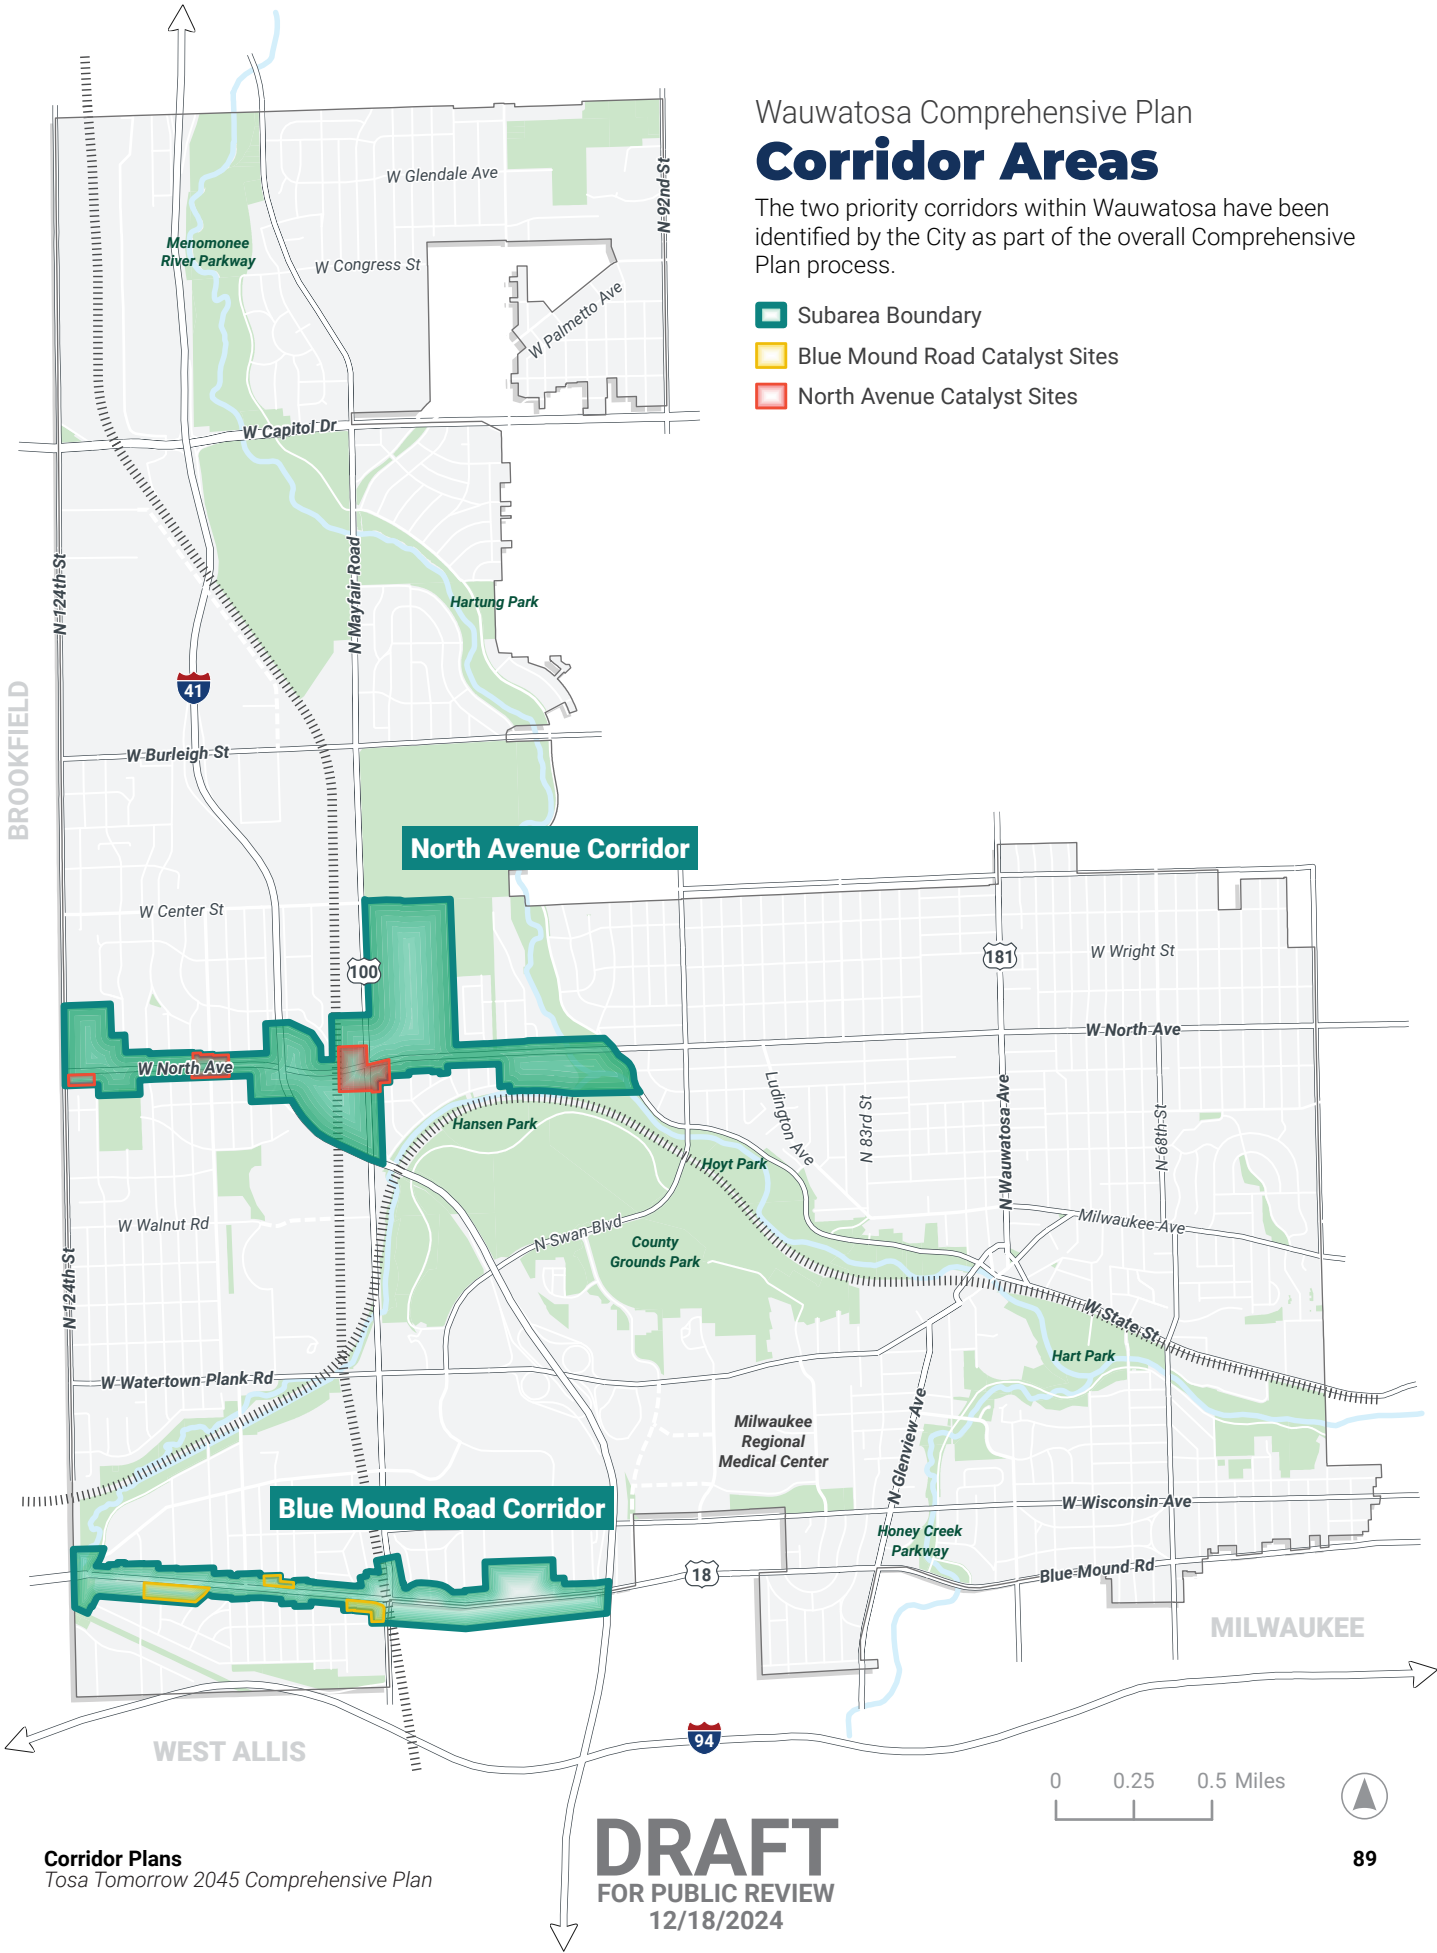 Wauwatosa Comprehensive Plan
Corridor Areas
The two priority corridors within Wauwatosa have been
identified by the City as part of the overall Comprehensive
Plan process.
Subarea Boundary
Blue Mound Road Catalyst Sites
North Avenue Catalyst Sites
W Glendale Ave
N 92nd St
Menomonee
River Parkway
W Congress St
W Palmetto Ave
W Capitol Dr
N 124th St
N Mayfair Road
Hartung Park
41
BROOKFIELD
W Burleigh St
North Avenue Corridor
W Center St
100
181
W Wright St
W North Ave
W North Ave
Hansen Park
Ludington Ave
N 83rd St
N Wauwatosa Ave
N 68th St
Hoyt Park
W Walnut Rd
N Swan Blvd
County
Grounds Park
Milwaukee Ave
N 124th St
W State St
Hart Park
W Watertown Plank Rd
Milwaukee
Regional
Medical Center
N Glenview Ave
Blue Mound Road Corridor
W Wisconsin Ave
Honey Creek
Parkway
18
Blue Mound Rd
MILWAUKEE
94
WEST ALLIS
0 0.25 0.5 Miles
DRAFT
FOR PUBLIC REVIEW
12/18/2024
Corridor Plans
Tosa Tomorrow 2045 Comprehensive Plan
89